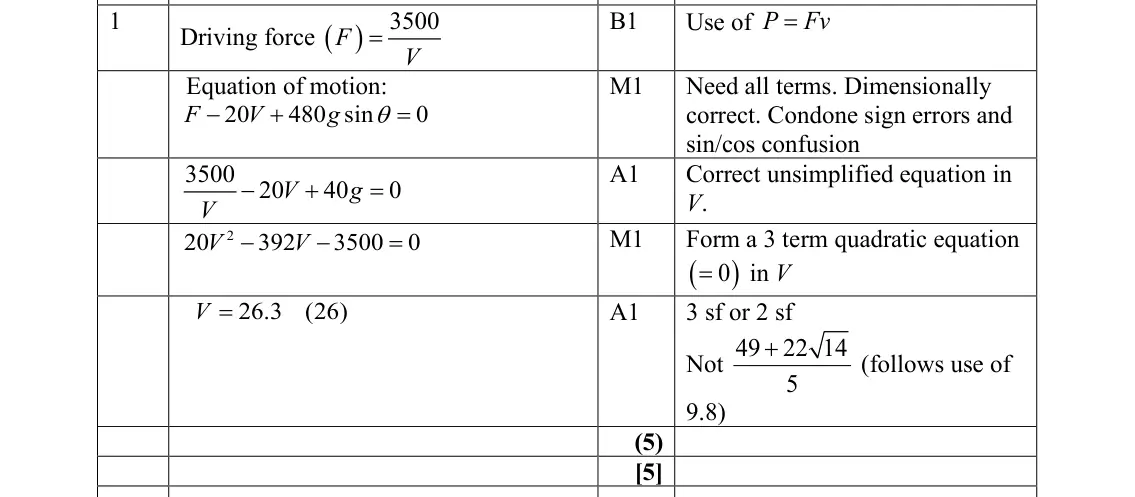 1 Driving force (F) = 3500/V B1 Use of P = Fv
Equation of motion: M1 Need all terms. Dimensionally
F − 20V + 480g sin θ = 0 correct. Condone sign errors and
sin/cos confusion
3500/V − 20V + 40g = 0 A1 Correct unsimplified equation in
V.
20V² − 392V − 3500 = 0 M1 Form a 3 term quadratic equation
(= 0) in V
V = 26.3 (26) A1 3 sf or 2 sf
Not (49 + 22√14)/5 (follows use of
9.8)
(5)
[5]